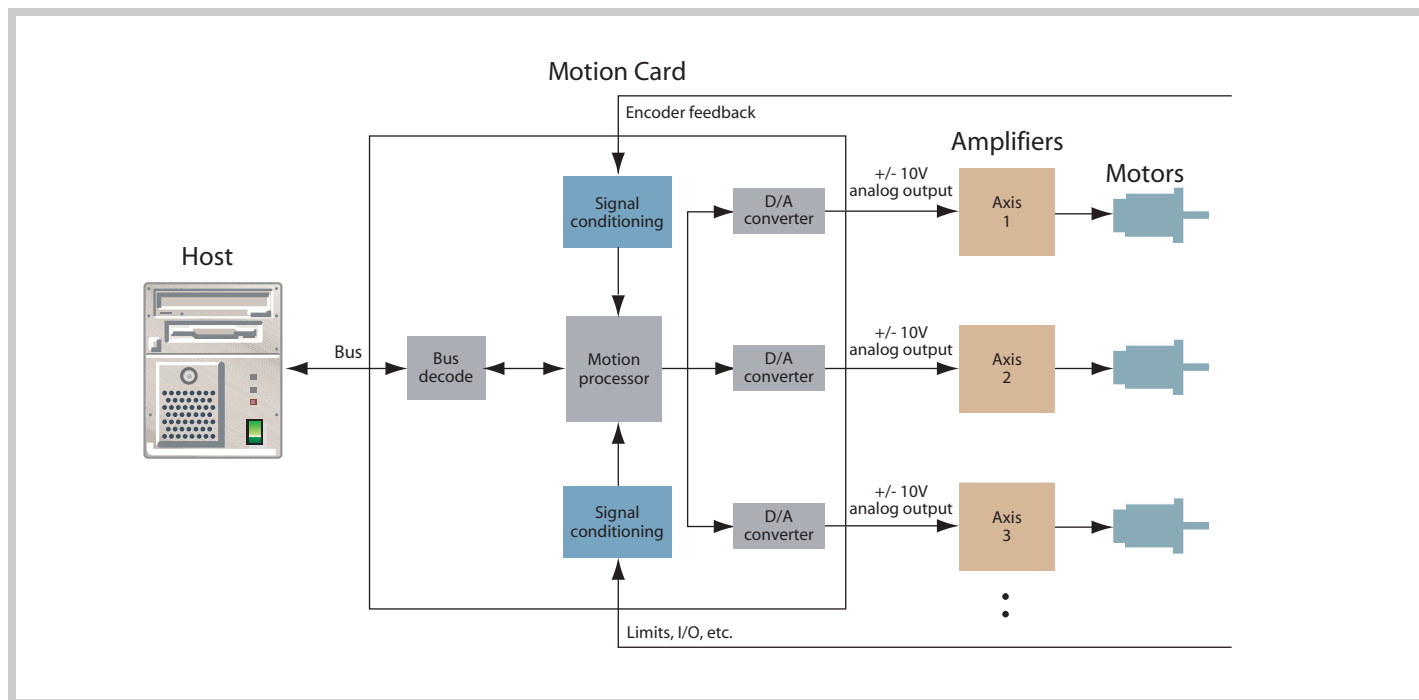 Motion Card
Encoder feedback
Amplifiers
Motors
+/- 10V
analog output
Signal
conditioning
D/A
converter
Axis
1
Host
Bus
Bus
decode
Motion
processor
D/A
converter
+/- 10V
analog output
Axis
2
Signal
conditioning
D/A
converter
+/- 10V
analog output
Axis
3
Limits, I/O, etc.